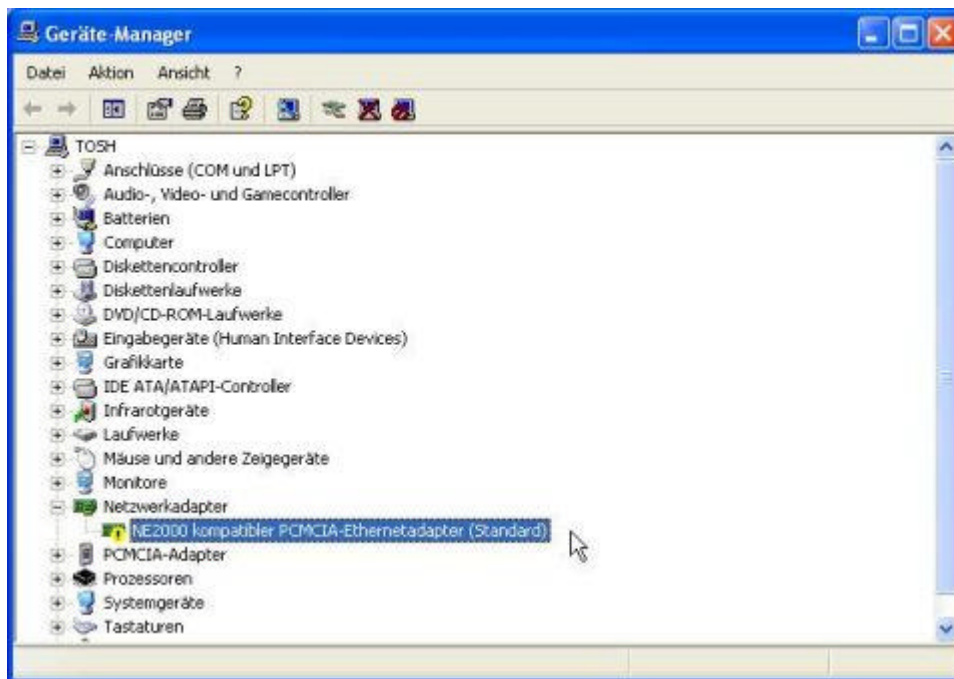 Geräte-Manager
Datei Aktion Ansicht ?
TOSH
Anschlüsse (COM und LPT)
Audio-, Video- und Gamecontroller
Batterien
Computer
Diskettencontroller
Diskettenlaufwerke
DVD/CD-ROM-Laufwerke
Eingabegeräte (Human Interface Devices)
Grafikkarte
IDE ATA/ATAPI-Controller
Infrarotgeräte
Laufwerke
Mäuse und andere Zeigegeräte
Monitore
Netzwerkadapter
NE2000 kompatibler PCMCIA-Ethernetadapter (Standard)
PCMCIA-Adapter
Prozessoren
Systemgeräte
Tastaturen